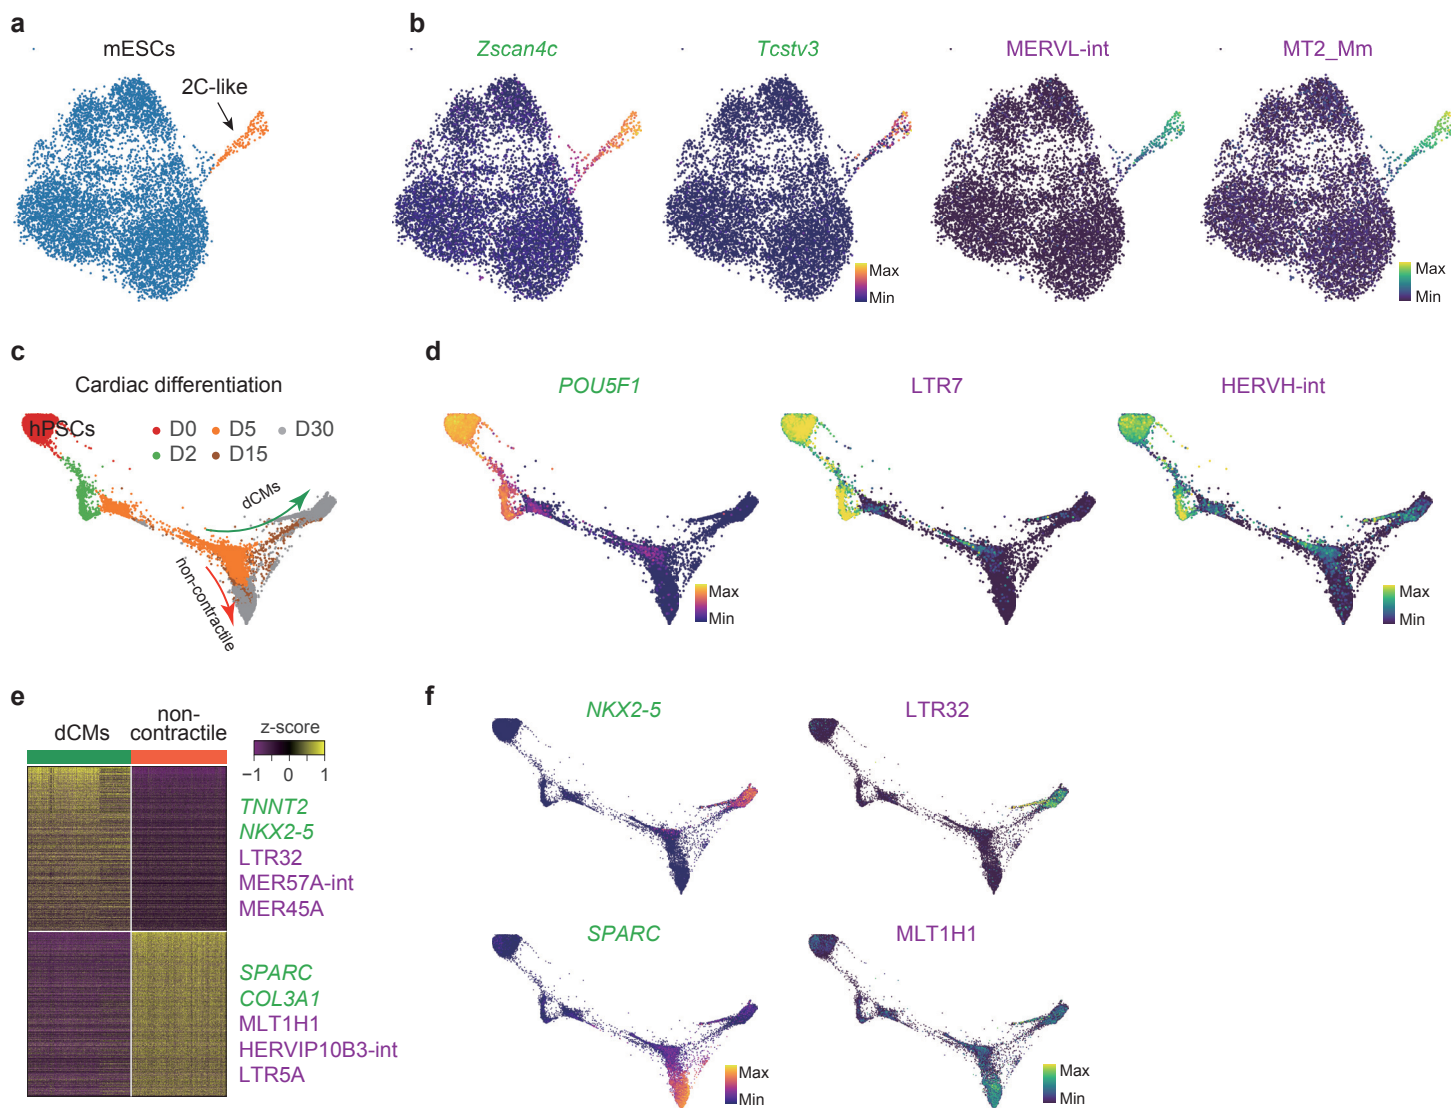 a
mESCs
2C-like
b
Zscan4c
Tcstv3
MERVL-int
MT2_Mm
Max
Min
Max
Min
c
Cardiac differentiation
hPSCs
D0
D5
D30
D2
D15
dCMs
non-contractile
d
POU5F1
LTR7
HERVH-int
Max
Min
Max
Min
e
dCMs
non-
contractile
z-score
−1 0 1
TNNT2
NKX2-5
LTR32
MER57A-int
MER45A
SPARC
COL3A1
MLT1H1
HERVIP10B3-int
LTR5A
f
NKX2-5
LTR32
SPARC
MLT1H1
Max
Min
Max
Min